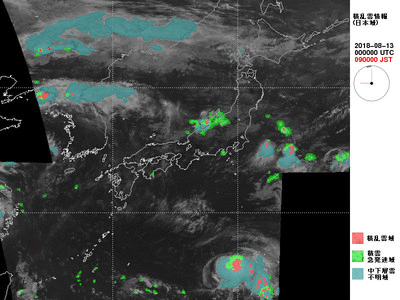 積乱雲情報
(日本域)
2018-08-13
000000 UTC
090000 JST
積乱雲域
積雲
急発達域
中下層雲
不明域